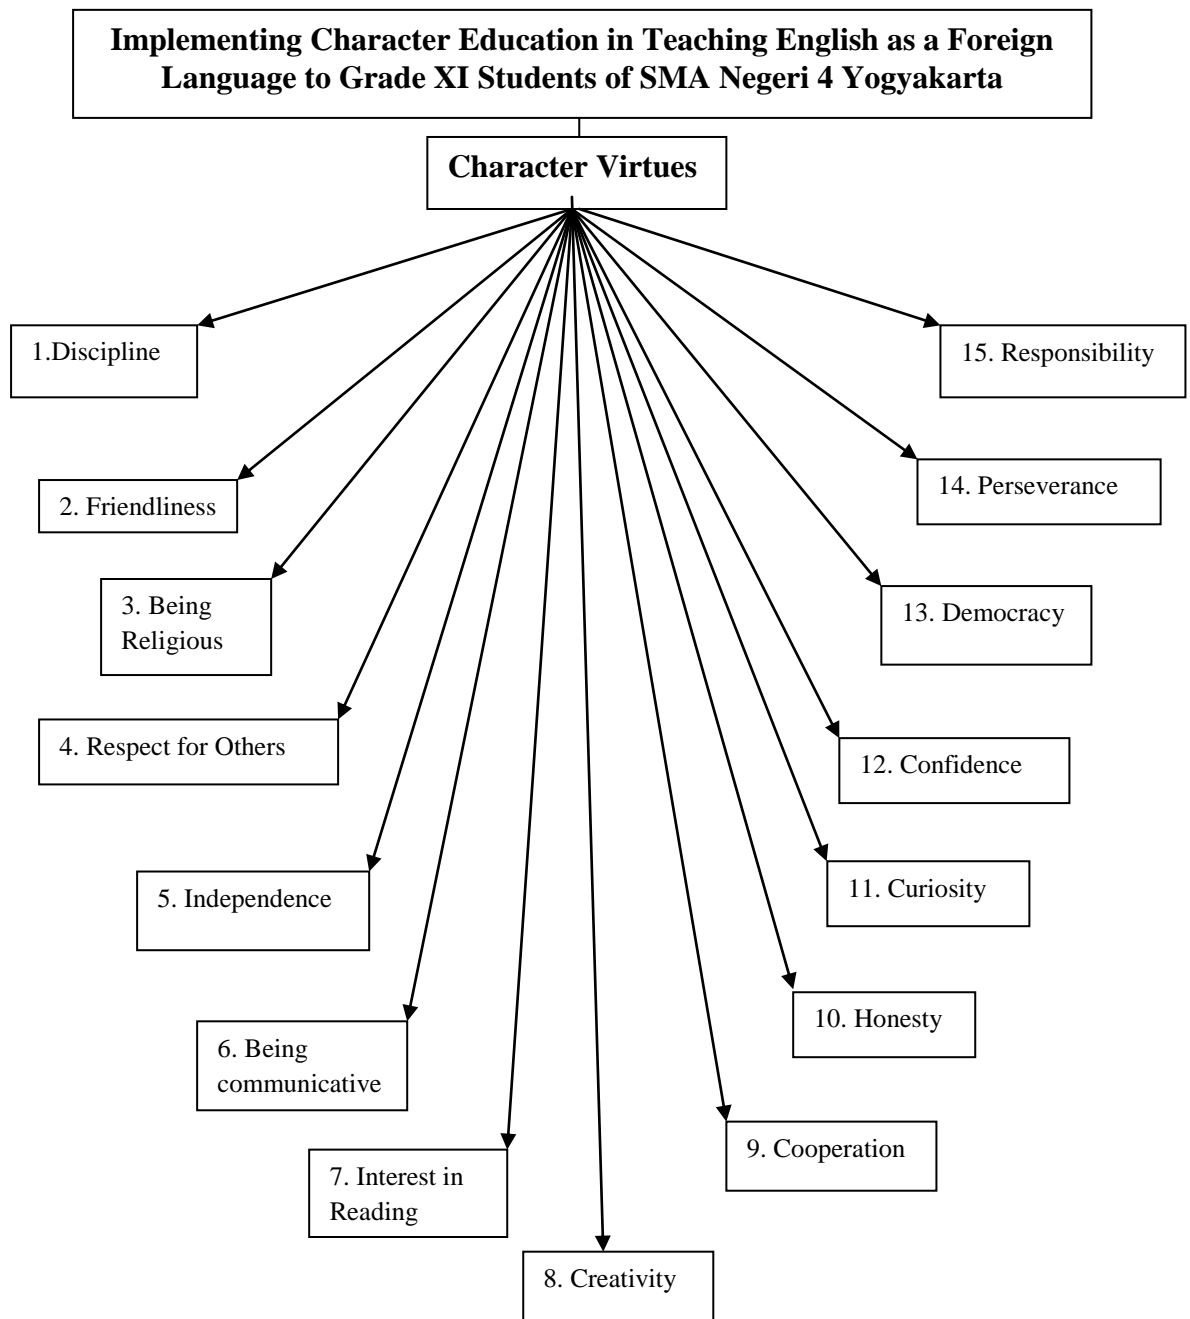 Implementing Character Education in Teaching English as a Foreign
Language to Grade XI Students of SMA Negeri 4 Yogyakarta
Character Virtues
1.Discipline
2. Friendliness
3. Being
Religious
4. Respect for Others
5. Independence
6. Being
communicative
7. Interest in
Reading
8. Creativity
9. Cooperation
10. Honesty
11. Curiosity
12. Confidence
13. Democracy
14. Perseverance
15. Responsibility